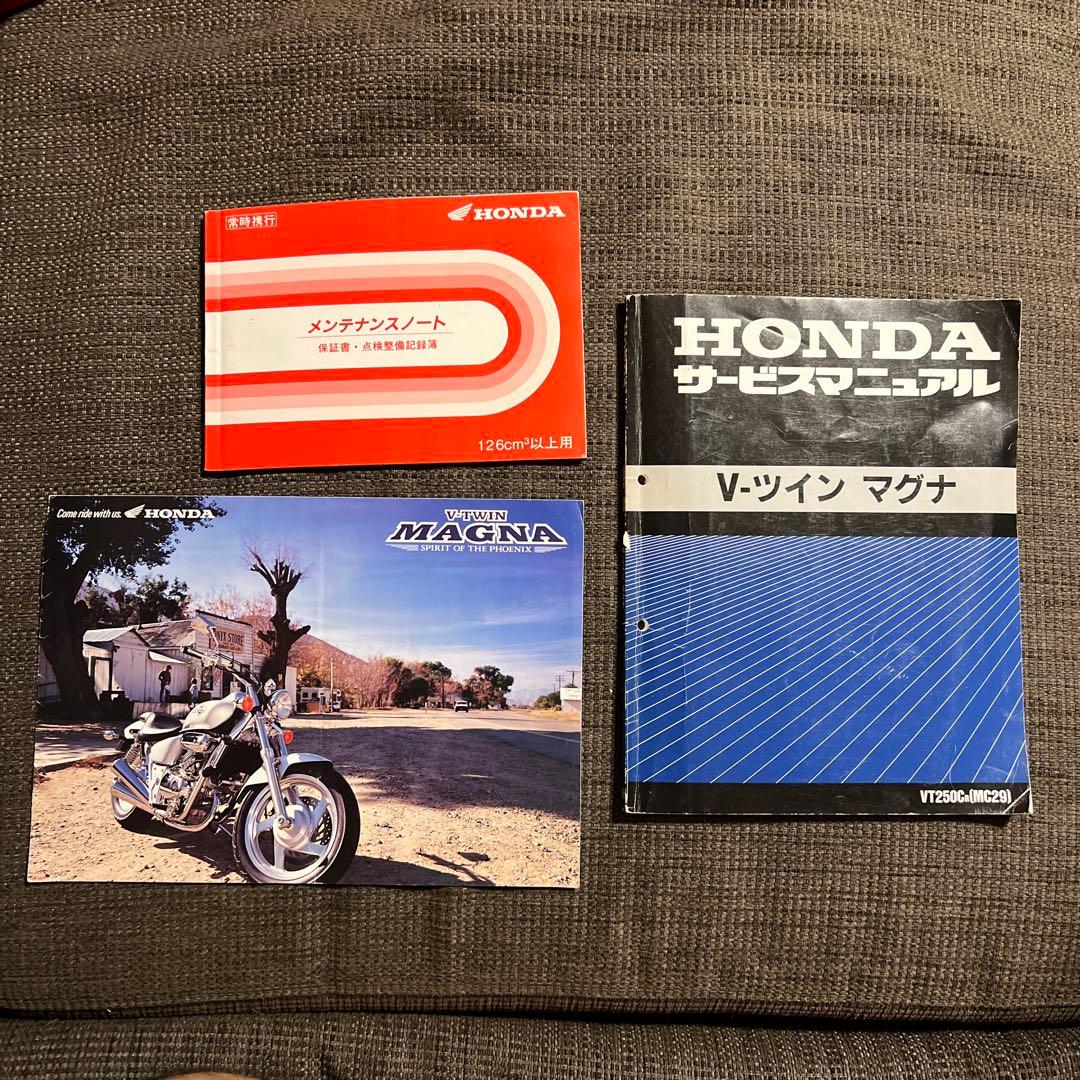 常時携行
HONDA
メンテナンスノート
保証書・点検整備記録簿
126cm³以上用
HONDA
サービスマニュアル
V-ツイン マグナ
VT250CR(MC29)
Come ride with us. HONDA
V-TWIN
MAGNA
SPIRIT OF THE PHOENIX
STORE